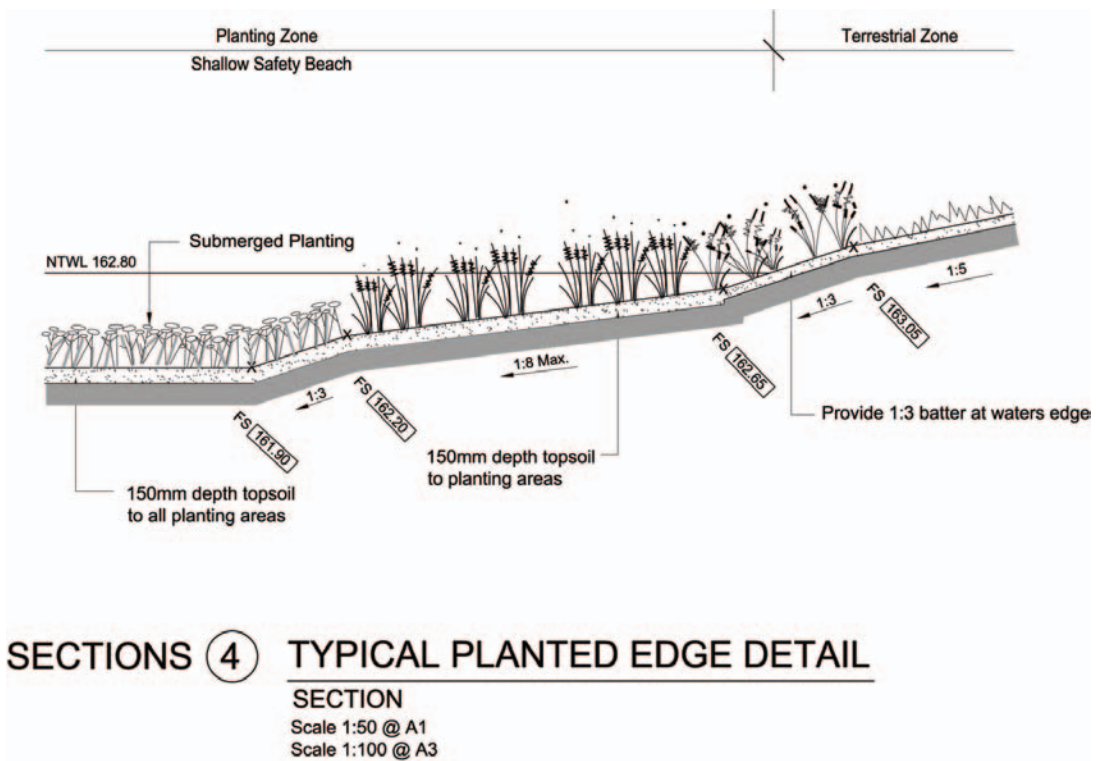 Planting Zone
Terrestrial Zone
Shallow Safety Beach
Submerged Planting
NTWL 162.80
1:5
1:3
FS 163.05
1:8 Max.
FS 162.65
1:3
FS 162.20
FS 161.90
Provide 1:3 batter at waters edge
150mm depth topsoil
to planting areas
150mm depth topsoil
to all planting areas
SECTIONS 4 TYPICAL PLANTED EDGE DETAIL
SECTION
Scale 1:50 @ A1
Scale 1:100 @ A3